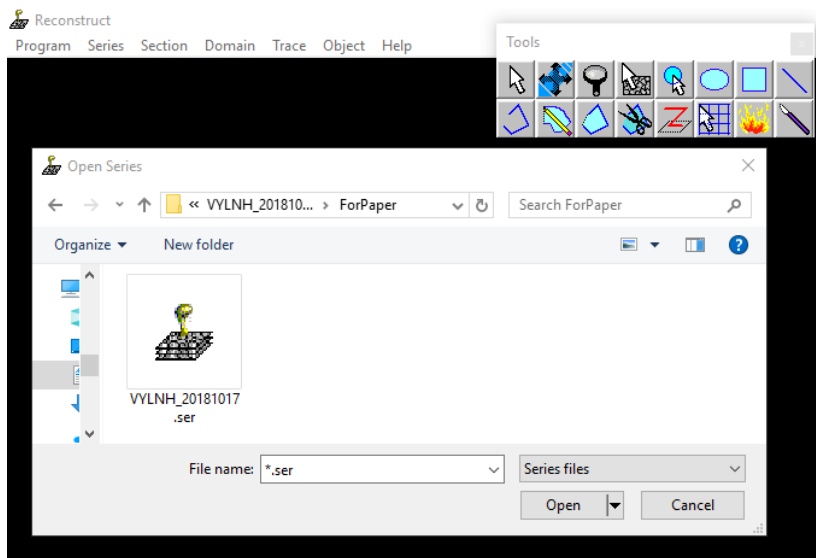 Reconstruct
Program Series Section Domain Trace Object Help
Tools
Open Series
« VYLNH_201810... › ForPaper
Search ForPaper
Organize
New folder
VYLNH_20181017
.ser
File name:
*.ser
Series files
Open
Cancel